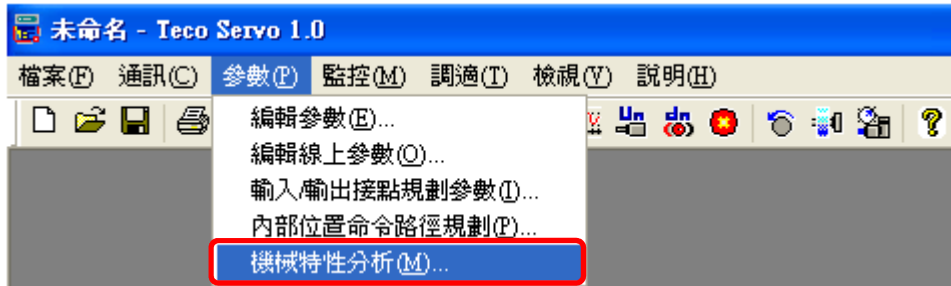 未命名 - Teco Servo 1.0
檔案(F) 通訊(C) 參數(P) 監控(M) 調適(T) 檢視(V) 說明(H)
Un dn ?
編輯參數(E)...
編輯線上參數(O)...
輸入/輸出接點規劃參數(I)...
內部位置命令路徑規劃(P)...
機械特性分析(M)...